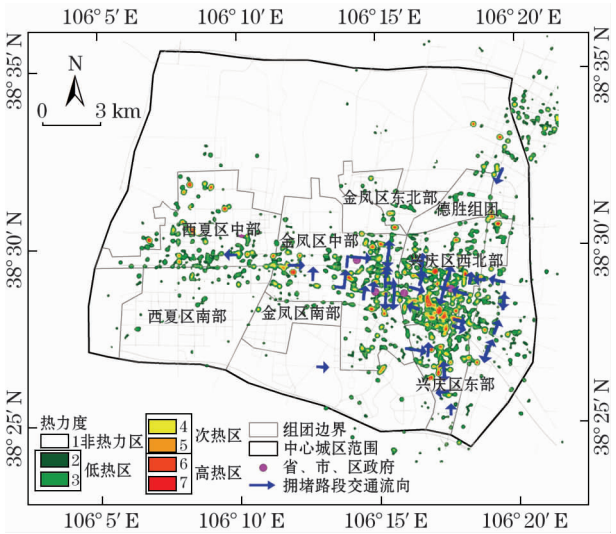 106°5′E 106°10′E 106°15′E 106°20′E
38°35′N
38°30′N
38°25′N
N
0 3 km
金凤区东北部
德胜组团
西夏区中部
金凤区中部
兴庆区西北部
西夏区南部
金凤区南部
兴庆区东部
热力度
1非热力区
2
3
低热区
4
5
次热区
6
7
高热区
组团边界
中心城区范围
省、市、区政府
拥堵路段交通流向
38°35′N
38°30′N
38°25′N
106°5′E 106°10′E 106°15′E 106°20′E